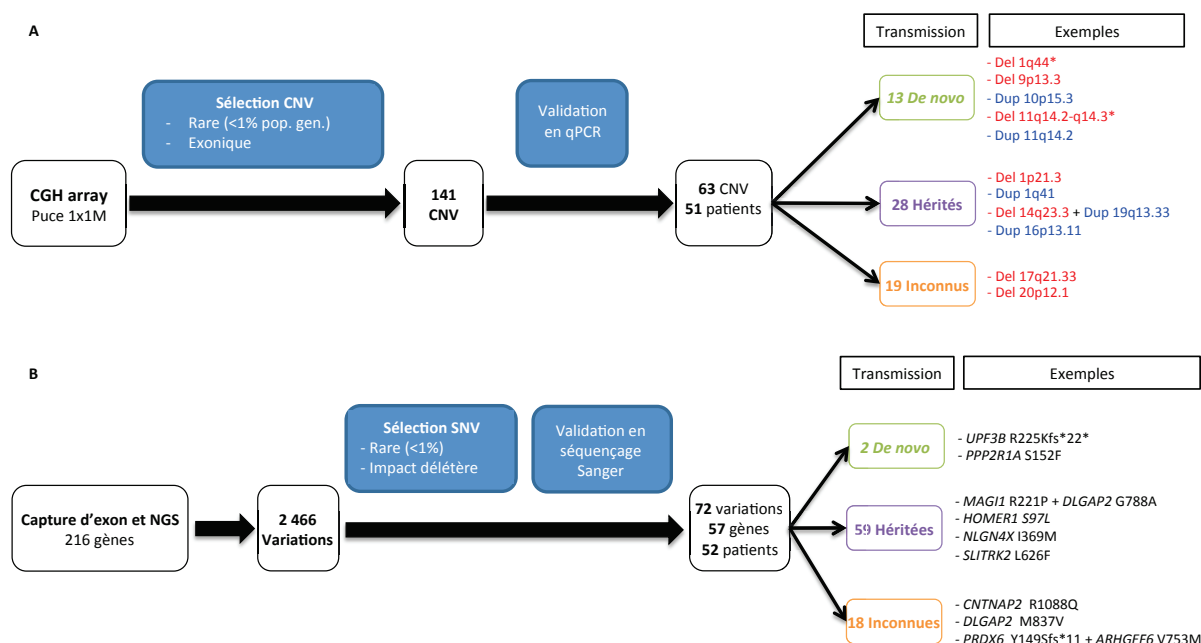 A
Transmission
Exemples
Sélection CNV
- Rare (<1% pop. gen.)
- Exonique
Validation
en qPCR
CGH array
Puce 1x1M
141
CNV
63 CNV
51 patients
13 De novo
- Del 1q44*
- Del 9p13.3
- Dup 10p15.3
- Del 11q14.2-q14.3*
- Dup 11q14.2
28 Hérités
- Del 1p21.3
- Dup 1q41
- Del 14q23.3 + Dup 19q13.33
- Dup 16p13.11
19 Inconnus
- Del 17q21.33
- Del 20p12.1
B
Transmission
Exemples
Sélection SNV
- Rare (<1%)
- Impact délétère
Validation en
séquençage
Sanger
Capture d’exon et NGS
216 gènes
2 466
Variations
72 variations
57 gènes
52 patients
2 De novo
- UPF3B R225Kfs*22*
- PPP2R1A S152F
59 Héritées
- MAGI1 R221P + DLGAP2 G788A
- HOMER1 S97L
- NLGN4X I369M
- SLITRK2 L626F
18 Inconnues
- CNTNAP2 R1088Q
- DLGAP2 M837V
- PRDX6 Y149Sfs*11 + ARHGEF6 V753M